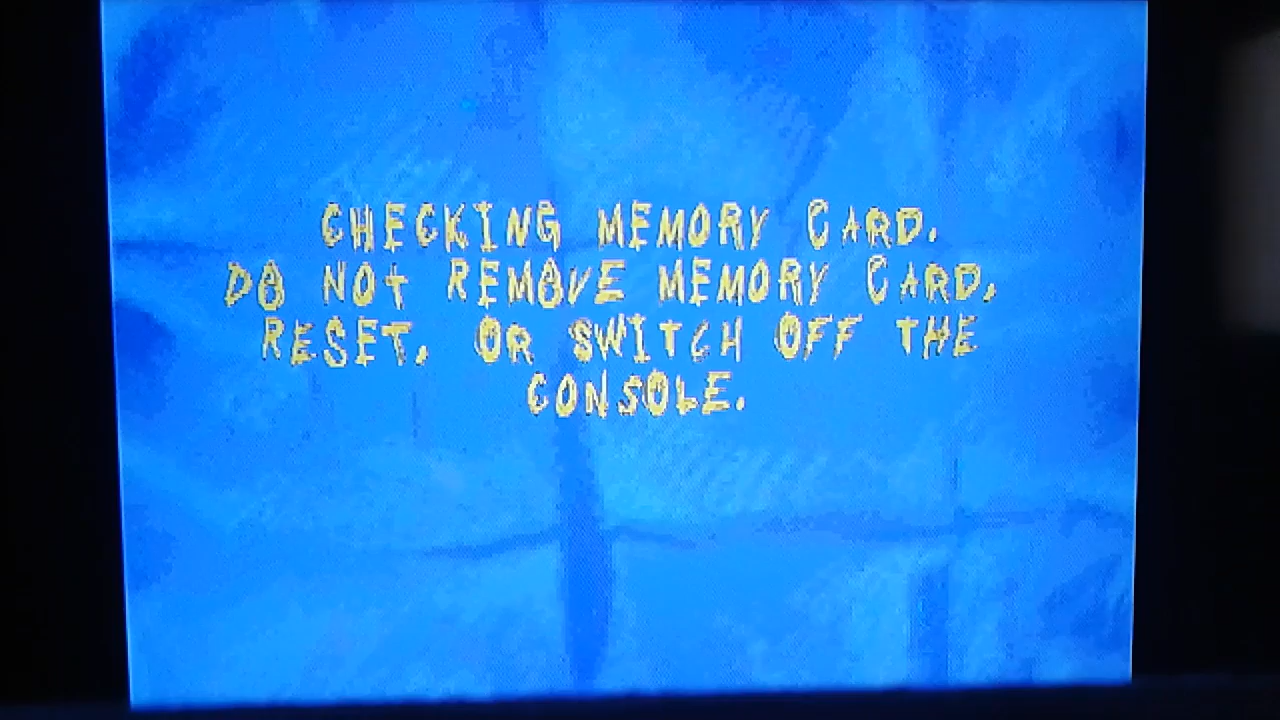 CHECKING MEMORY CARD.
DO NOT REMOVE MEMORY CARD,
RESET, OR SWITCH OFF THE
CONSOLE.